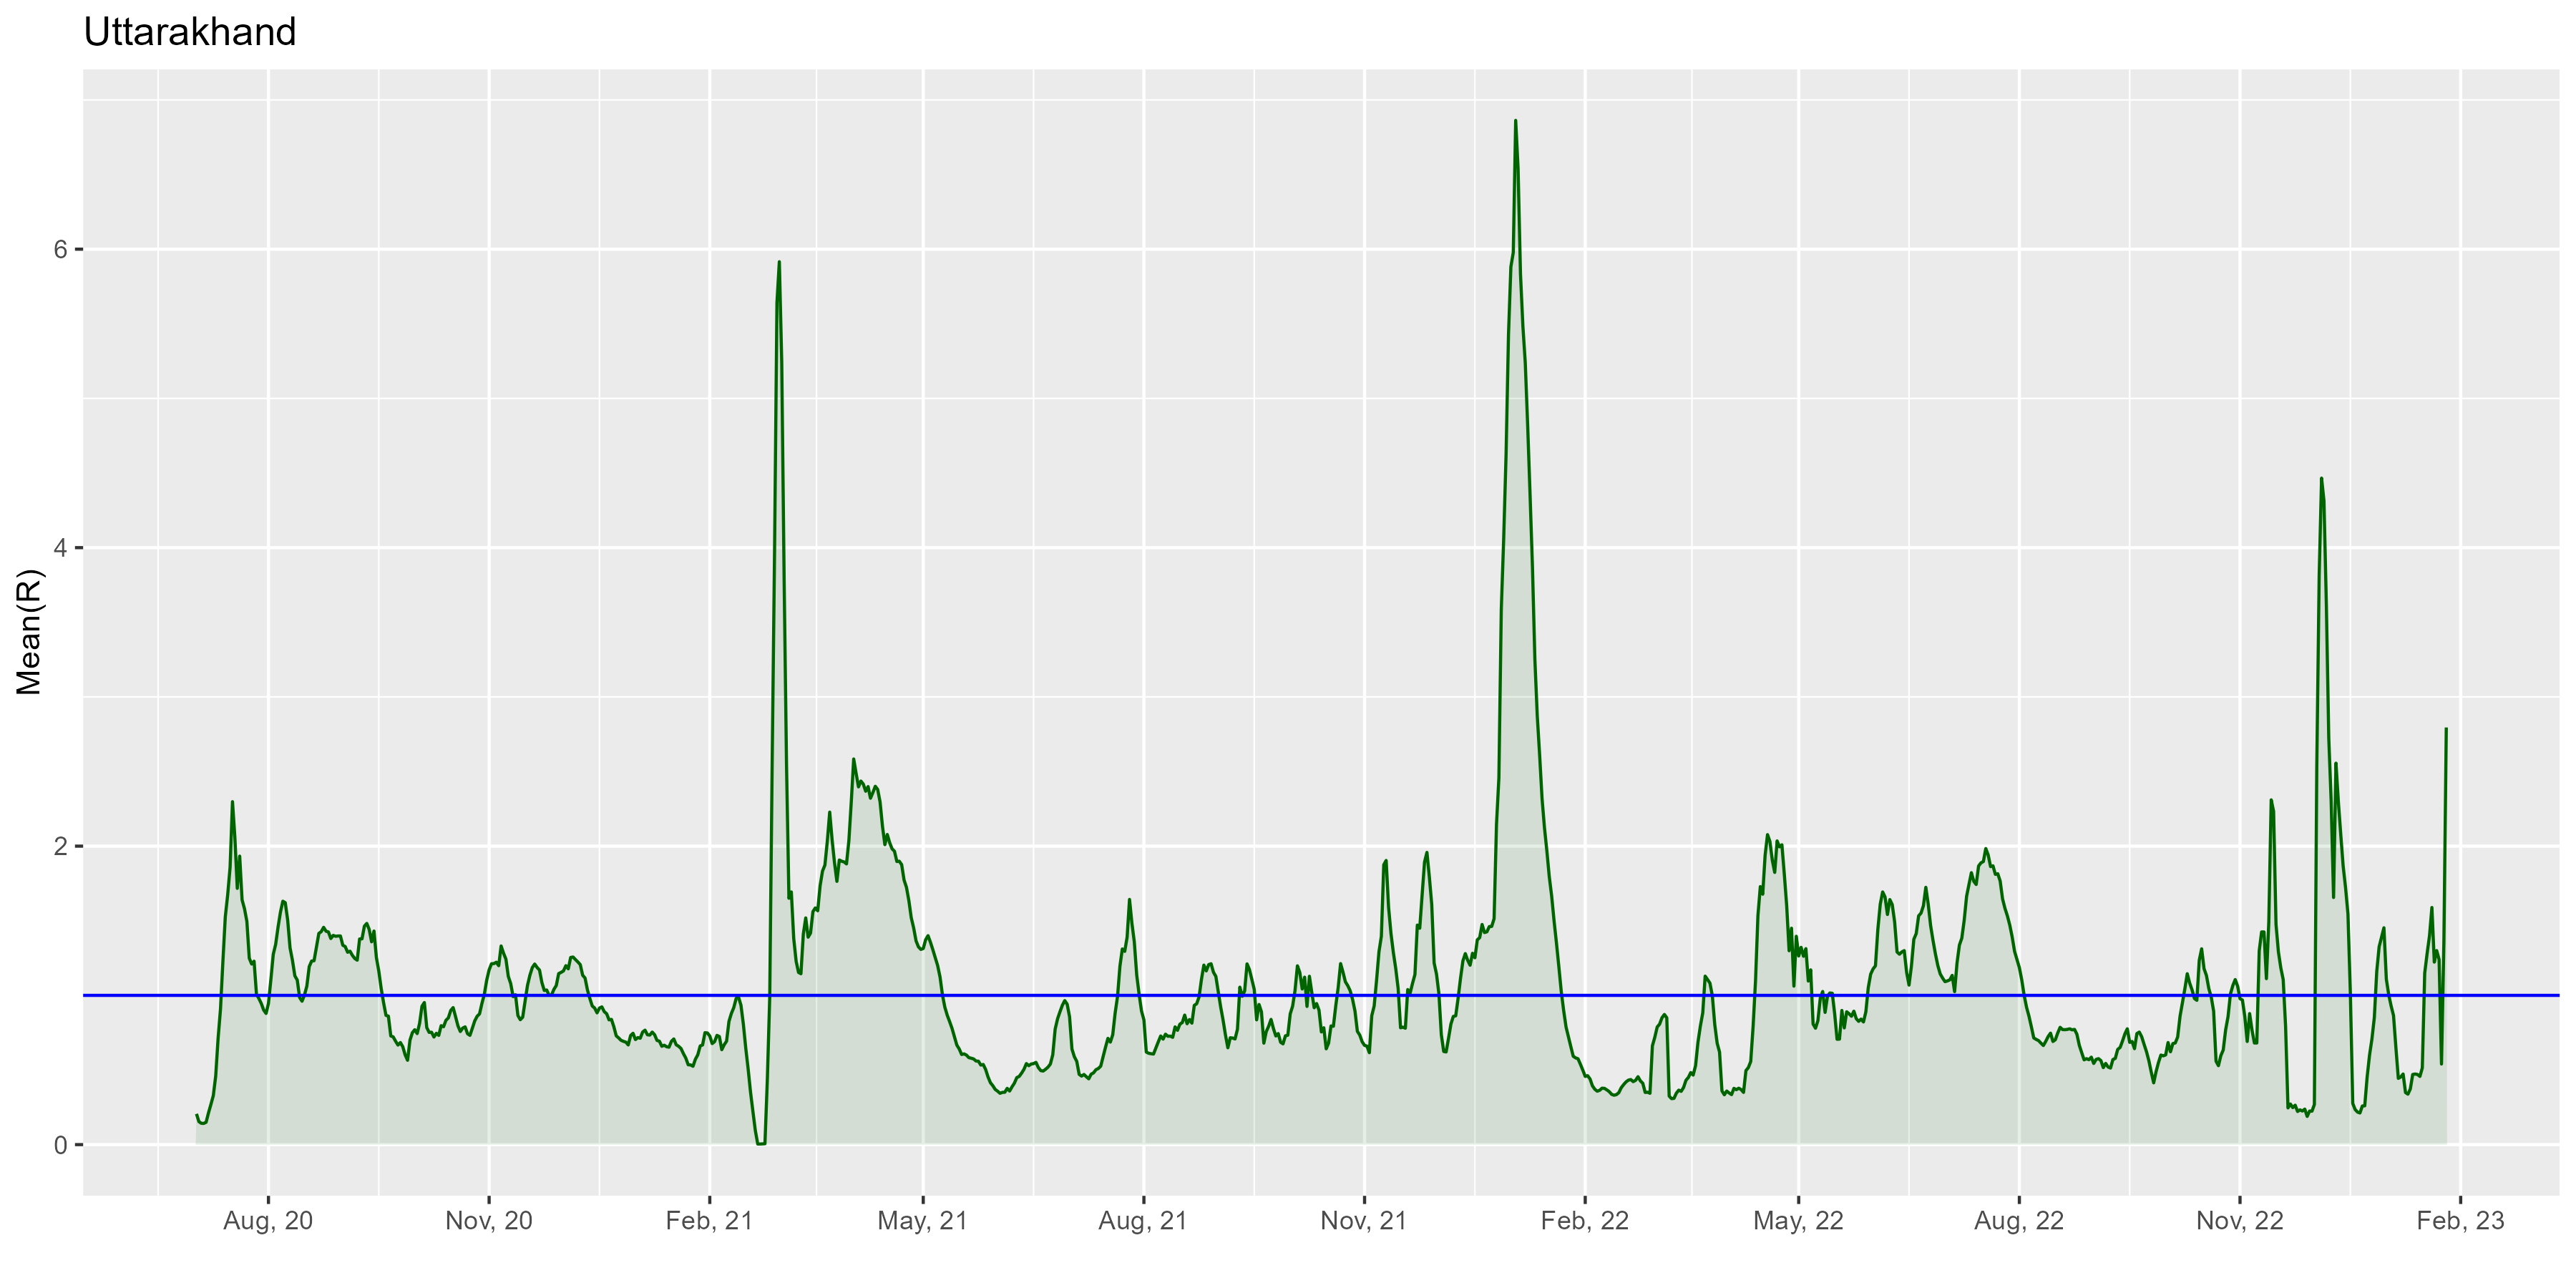 Uttarakhand
Mean(R)
6
4
2
0
Aug, 20
Nov, 20
Feb, 21
May, 21
Aug, 21
Nov, 21
Feb, 22
May, 22
Aug, 22
Nov, 22
Feb, 23